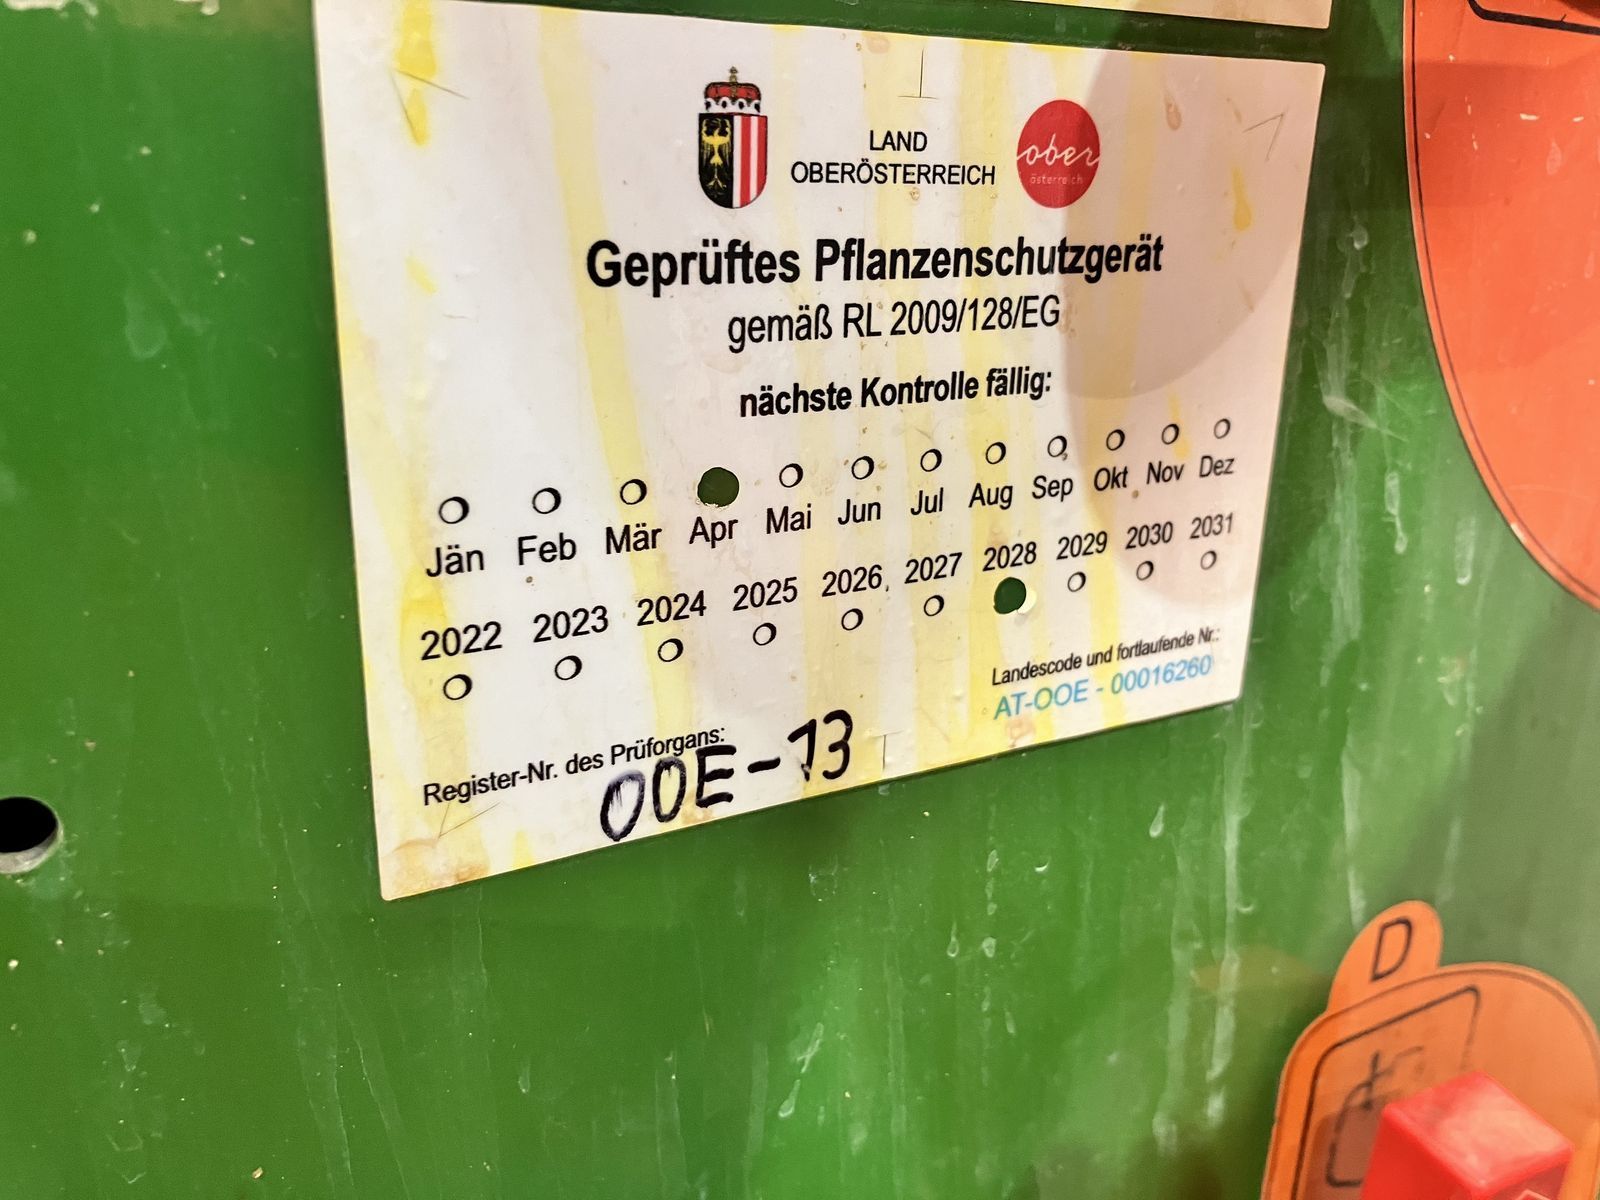 LAND
OBERÖSTERREICH
ober
österreich
Geprüftes Pflanzenschutzgerät
gemäß RL 2009/128/EG
nächste Kontrolle fällig:
Jän Feb Mär Apr Mai Jun Jul Aug Sep Okt Nov Dez
2022 2023 2024 2025 2026 2027 2028 2029 2030 2031
Landescode und fortlaufende Nr.:
AT-OOE - 00016260
Register-Nr. des Prüforgans:
OOE-13
D